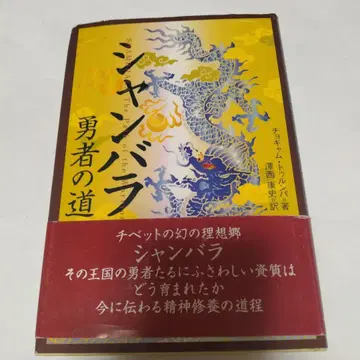 シャンバラ
勇者の道
チョギャム・トゥルンパ 著
澤西康史 訳
チベットの幻の理想郷
シャンバラ
その王国の勇者たるにふさわしい資質は
どう育まれたか
今に伝わる精神修養の道程